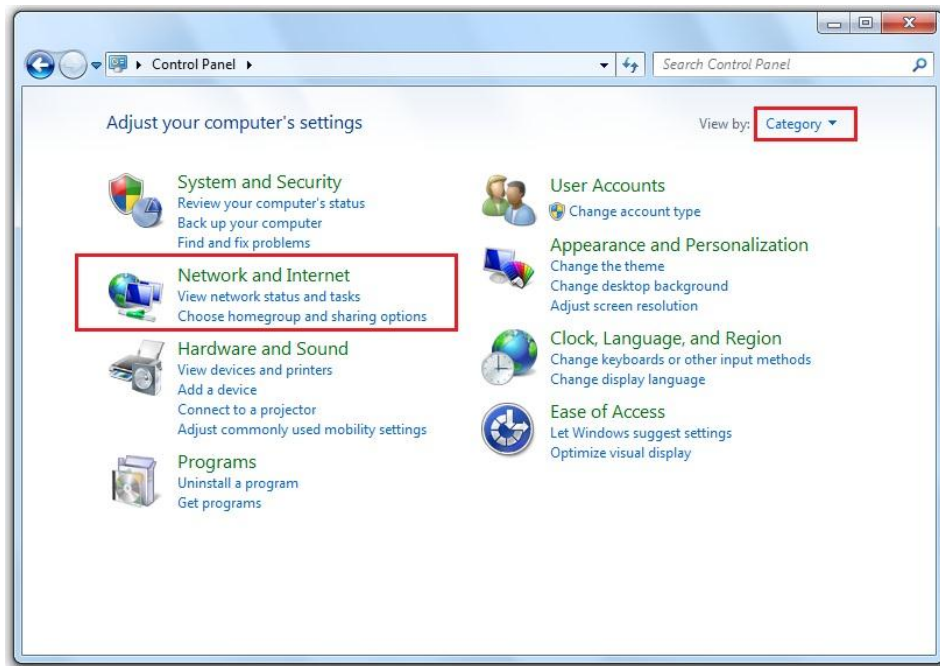 Control Panel
Search Control Panel
Adjust your computer's settings
View by: Category
System and Security
Review your computer's status
Back up your computer
Find and fix problems
Network and Internet
View network status and tasks
Choose homegroup and sharing options
Hardware and Sound
View devices and printers
Add a device
Connect to a projector
Adjust commonly used mobility settings
Programs
Uninstall a program
Get programs
User Accounts
Change account type
Appearance and Personalization
Change the theme
Change desktop background
Adjust screen resolution
Clock, Language, and Region
Change keyboards or other input methods
Change display language
Ease of Access
Let Windows suggest settings
Optimize visual display